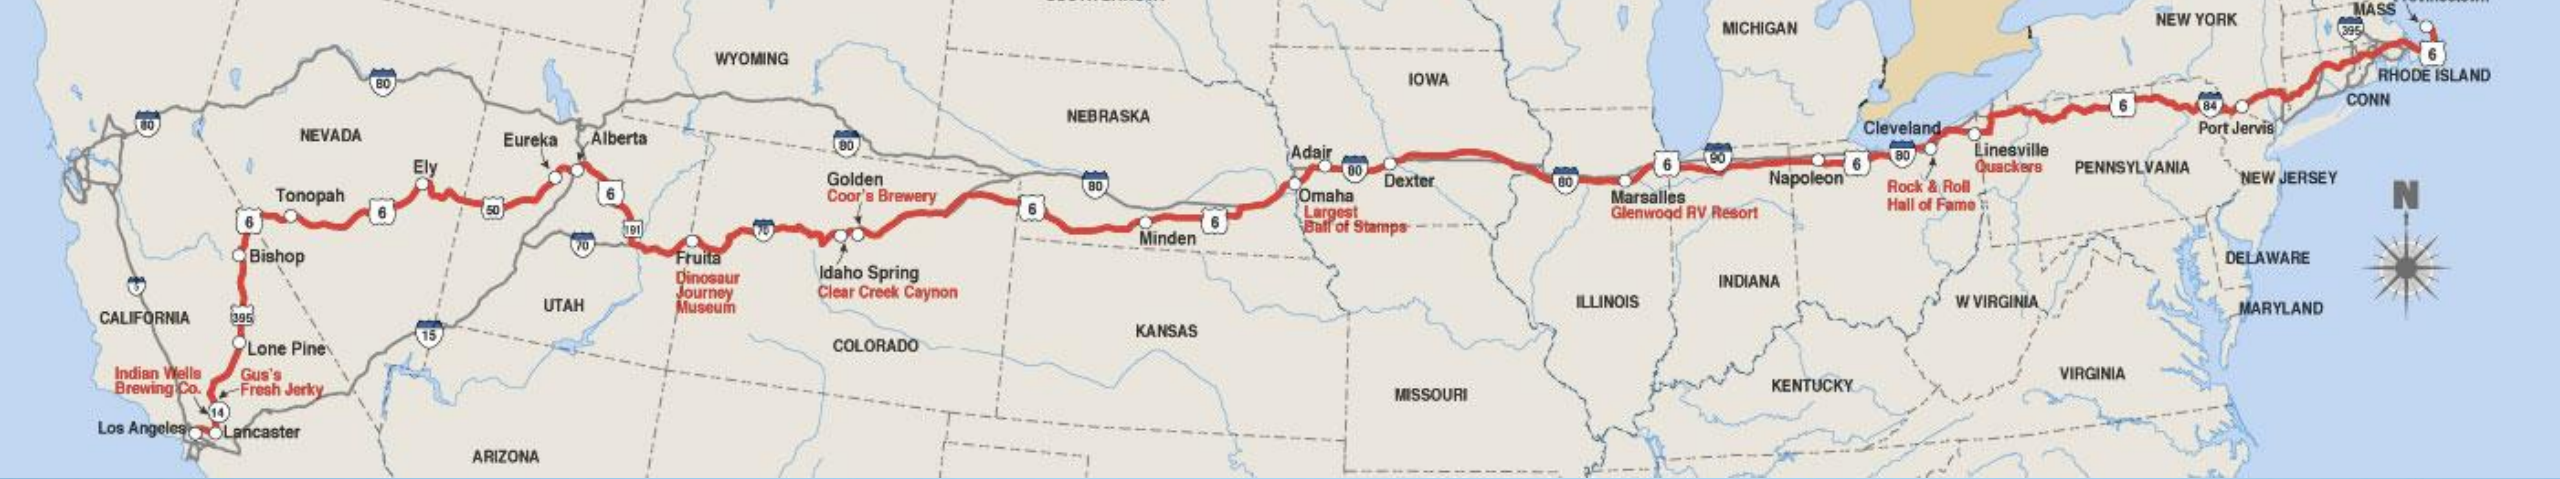 MASS
NEW YORK
MICHIGAN
395
6
WYOMING
IOWA
RHODE ISLAND
80
CONN
6
84
NEBRASKA
80
Port Jervis
NEVADA
Eureka
Alberta
80
Cleveland
Adair
80
Dexter
80
6
90
Napoleon
6
80
Linesville
Quackers
PENNSYLVANIA
NEW JERSEY
Ely
Golden
Coor's Brewery
80
Omaha
Largest
Ball of Stamps
Marsalles
Glenwood RV Resort
Rock & Roll
Hall of Fame
N
Tonopah
6
6
50
6
191
70
70
6
Minden
6
Bishop
Fruita
Dinosaur
Journey
Museum
Idaho Spring
Clear Creek Caynon
DELAWARE
5
UTAH
INDIANA
ILLINOIS
W VIRGINIA
MARYLAND
CALIFORNIA
395
15
KANSAS
COLORADO
Lone Pine
Indian Wells
Brewing Co.
Gus's
Fresh Jerky
VIRGINIA
KENTUCKY
MISSOURI
14
Los Angeles
Lancaster
ARIZONA